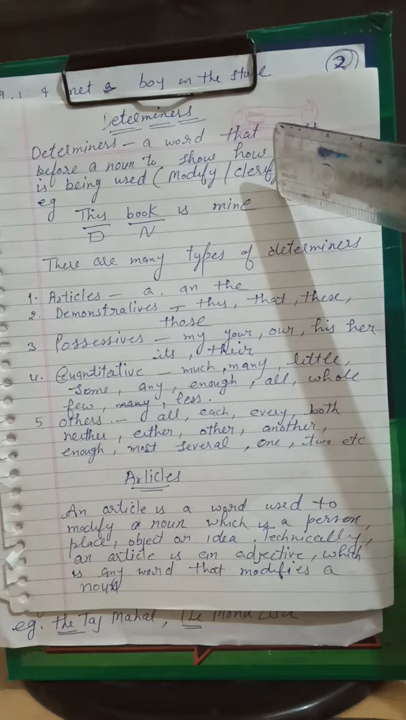 met a boy in the store
(2)
Determiners
Determiners - a word that
before a noun to show how
is being used (Modify / clerif
eg
This book is mine
D N
There are many types of determiners
1. Articles - a, an the
2. Demonstratives - this, that, these,
those
3 Possessives - my your, our, his her
its, their
4. Quantitative - much, many, little,
some, any, enough, all, whole
few, many, less.
5. others - all, each, every, both
neither, either, other, another,
enough, most several, one, two etc
Articles
An article is a word used to
modify a noun which is a person,
place, object or idea. Technically,
an article is an adjective, which
is any word that modifies a
noun
eg. the Taj Mahal, The Mona Lisa